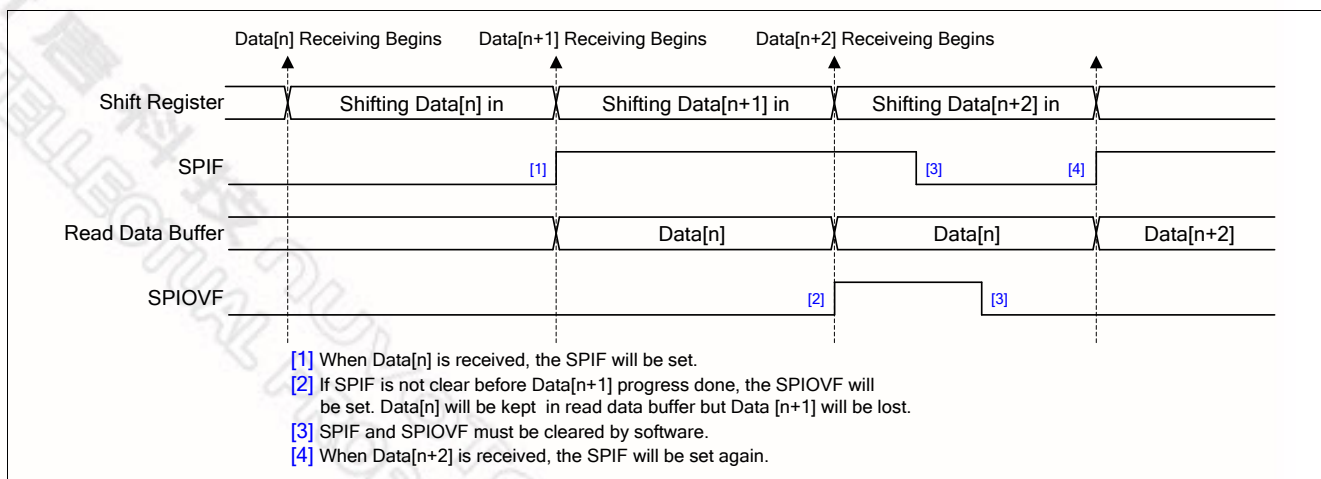 Data[n] Receiving Begins Data[n+1] Receiving Begins Data[n+2] Receiveing Begins
Shift Register Shifting Data[n] in Shifting Data[n+1] in Shifting Data[n+2] in
SPIF [1] [3] [4]
Read Data Buffer Data[n] Data[n] Data[n+2]
SPIOVF [2] [3]
[1] When Data[n] is received, the SPIF will be set.
[2] If SPIF is not clear before Data[n+1] progress done, the SPIOVF will
be set. Data[n] will be kept in read data buffer but Data [n+1] will be lost.
[3] SPIF and SPIOVF must be cleared by software.
[4] When Data[n+2] is received, the SPIF will be set again.